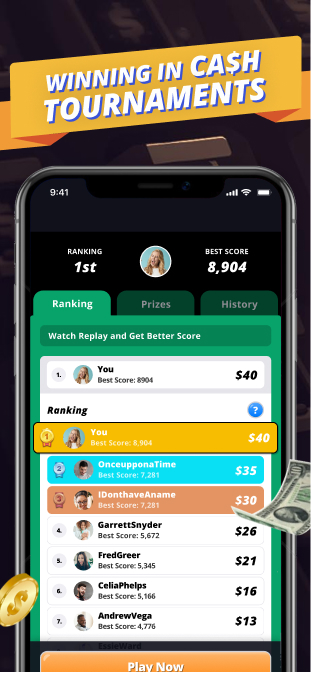 WINNING IN CA$H
TOURNAMENTS
9:41
RANKING
1st
BEST SCORE
8,904
Ranking
Prizes
History
Watch Replay and Get Better Score
1.
You
Best Score: 8904
$40
Ranking
?
1
You
Best Score: 8,904
$40
2
OnceupponaTime
Best Score: 7,281
$35
3
IDonthaveAname
Best Score: 7,281
$30
4.
GarrettSnyder
Best Score: 5,672
$26
5.
FredGreer
Best Score: 5,345
$21
6.
CeliaPhelps
Best Score: 5,166
$16
7.
AndrewVega
Best Score: 4,776
$13
EssieWard
Play Now
$